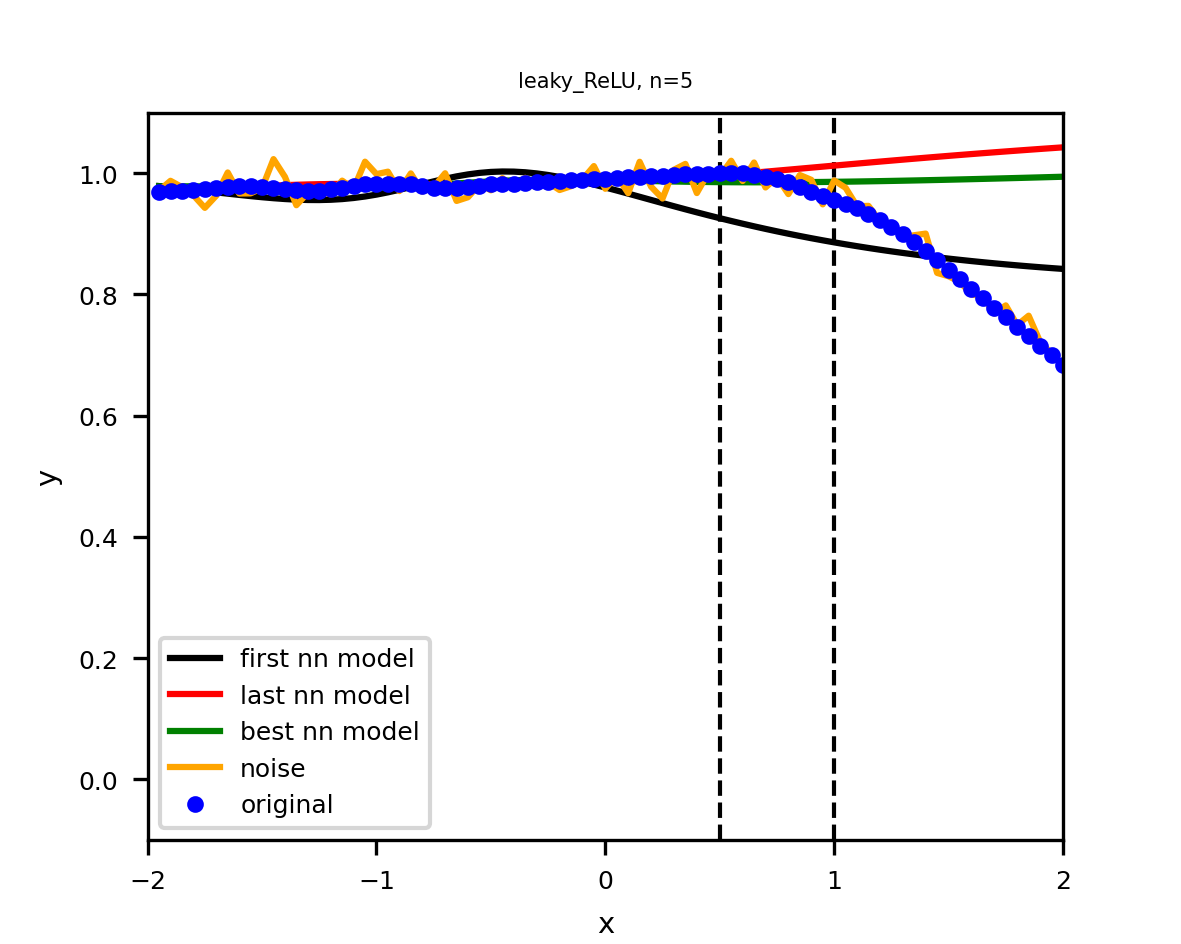 leaky_ReLU, n=5
1.0
0.8
0.6
0.4
0.2
0.0
y
first nn model
last nn model
best nn model
noise
original
−2 −1 0 1 2
x